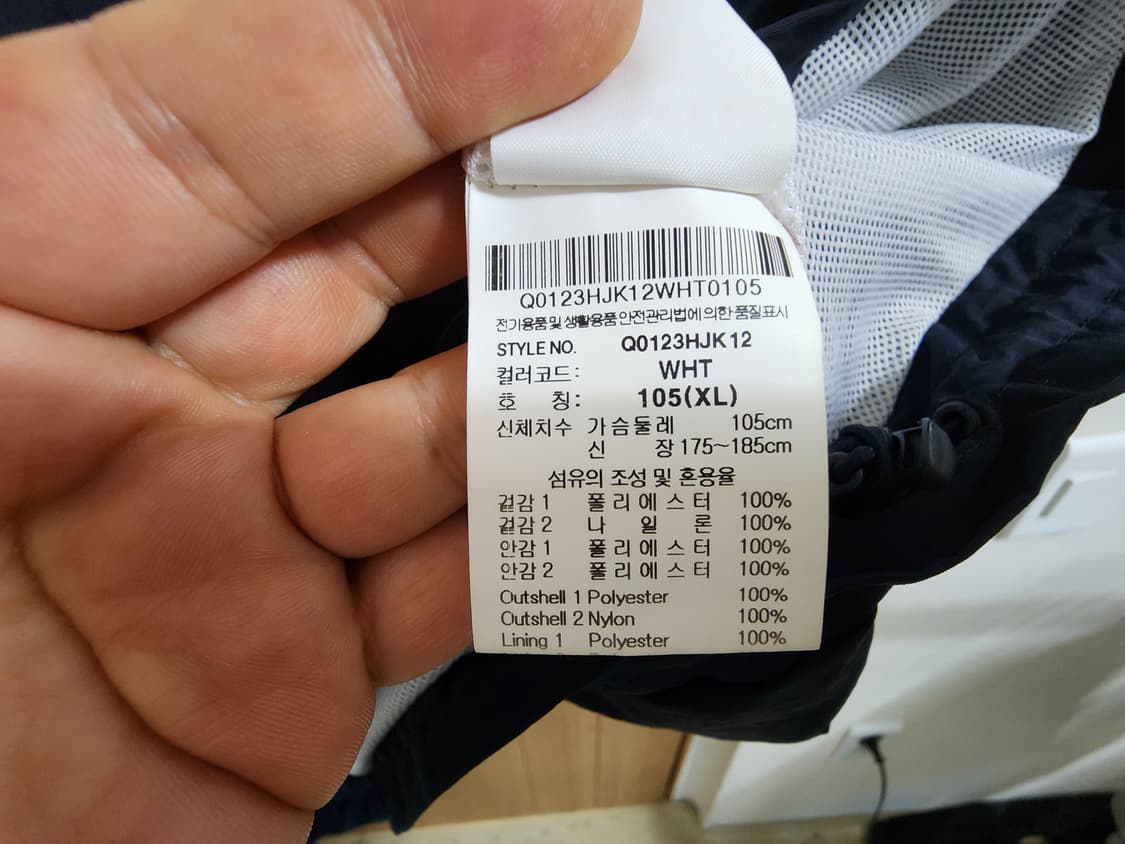 Q0123HJK12WHT0105
전기용품 및 생활용품 안전관리법에 의한 품질표시
STYLE NO. Q0123HJK12
컬러코드: WHT
호 칭: 105(XL)
신체치수 가슴둘레 105cm
신 장 175~185cm
섬유의 조성 및 혼용율
겉감 1 폴리에스터 100%
겉감 2 나 일 론 100%
안감 1 폴리에스터 100%
안감 2 폴리에스터 100%
Outshell 1 Polyester 100%
Outshell 2 Nylon 100%
Lining 1 Polyester 100%